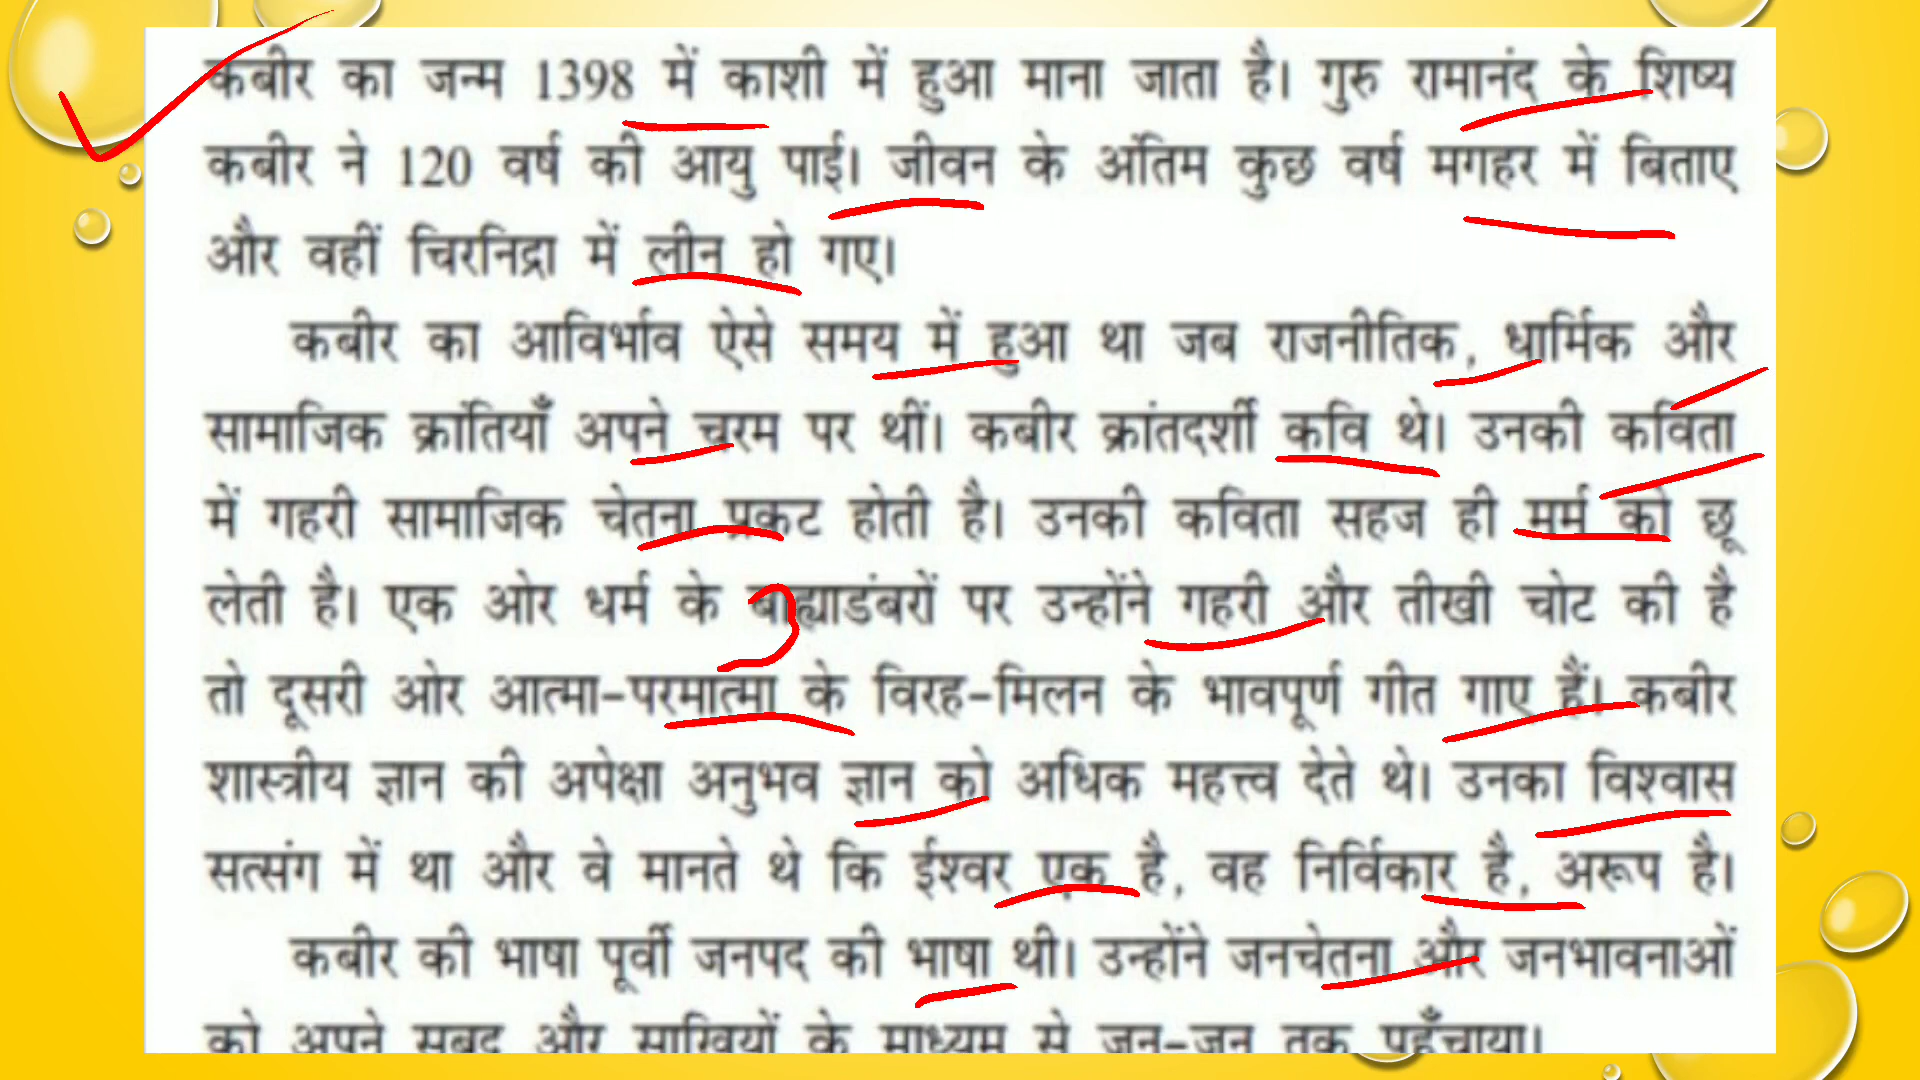 कबीर का जन्म 1398 में काशी में हुआ माना जाता है। गुरु रामानंद के शिष्य
कबीर ने 120 वर्ष की आयु पाई। जीवन के अंतिम कुछ वर्ष मगहर में बिताए
और वहीं चिरनिद्रा में लीन हो गए।
कबीर का आविर्भाव ऐसे समय में हुआ था जब राजनीतिक, धार्मिक और
सामाजिक क्रांतियाँ अपने चरम पर थीं। कबीर क्रांतदर्शी कवि थे। उनकी कविता
में गहरी सामाजिक चेतना प्रकट होती है। उनकी कविता सहज ही मर्म को छू
लेती है। एक ओर धर्म के बाह्याडंबरों पर उन्होंने गहरी और तीखी चोट की है
तो दूसरी ओर आत्मा-परमात्मा के विरह-मिलन के भावपूर्ण गीत गाए हैं। कबीर
शास्त्रीय ज्ञान की अपेक्षा अनुभव ज्ञान को अधिक महत्त्व देते थे। उनका विश्वास
सत्संग में था और वे मानते थे कि ईश्वर एक है, वह निर्विकार है, अरूप है।
कबीर की भाषा पूर्वी जनपद की भाषा थी। उन्होंने जनचेतना और जनभावनाओं
को अपने सबद और साखियों के माध्यम से जन-जन तक पहुँचाया।